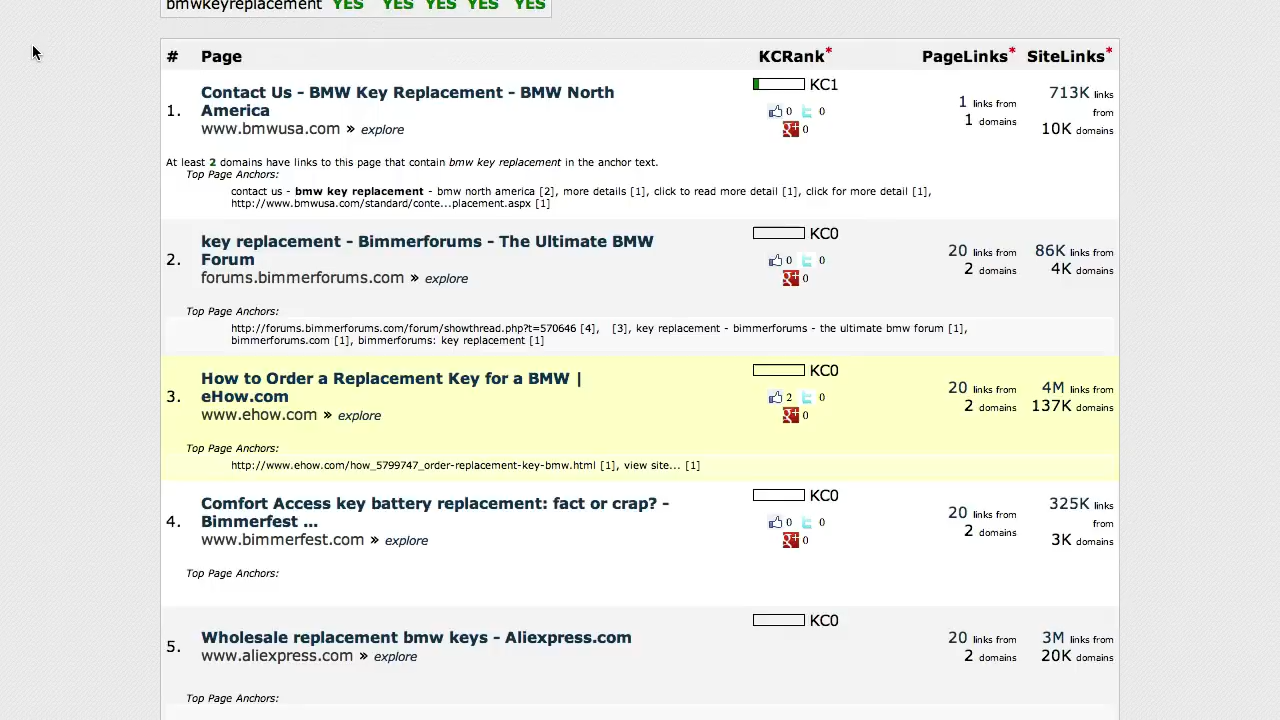 bmwkeyreplacement YES YES YES YES YES
# Page KCRank* PageLinks* SiteLinks*
1. Contact Us - BMW Key Replacement - BMW North America
www.bmwusa.com » explore
KC1
0 0
0
1 links from
1 domains
713K links from
10K domains
At least 2 domains have links to this page that contain bmw key replacement in the anchor text.
Top Page Anchors:
contact us - bmw key replacement - bmw north america [2], more details [1], click to read more detail [1], click for more detail [1],
http://www.bmwusa.com/standard/conte...placement.aspx [1]
2. key replacement - Bimmerforums - The Ultimate BMW Forum
forums.bimmerforums.com » explore
KC0
0 0
0
20 links from
2 domains
86K links from
4K domains
Top Page Anchors:
http://forums.bimmerforums.com/forum/showthread.php?t=570646 [4], [3], key replacement - bimmerforums - the ultimate bmw forum [1],
bimmerforums.com [1], bimmerforums: key replacement [1]
3. How to Order a Replacement Key for a BMW |
eHow.com
www.ehow.com » explore
KC0
2 0
0
20 links from
2 domains
4M links from
137K domains
Top Page Anchors:
http://www.ehow.com/how_5799747_order-replacement-key-bmw.html [1], view site... [1]
4. Comfort Access key battery replacement: fact or crap? -
Bimmerfest ...
www.bimmerfest.com » explore
KC0
0 0
0
20 links from
2 domains
325K links from
3K domains
Top Page Anchors:
5. Wholesale replacement bmw keys - Aliexpress.com
www.aliexpress.com » explore
KC0
20 links from
2 domains
3M links from
20K domains
Top Page Anchors: